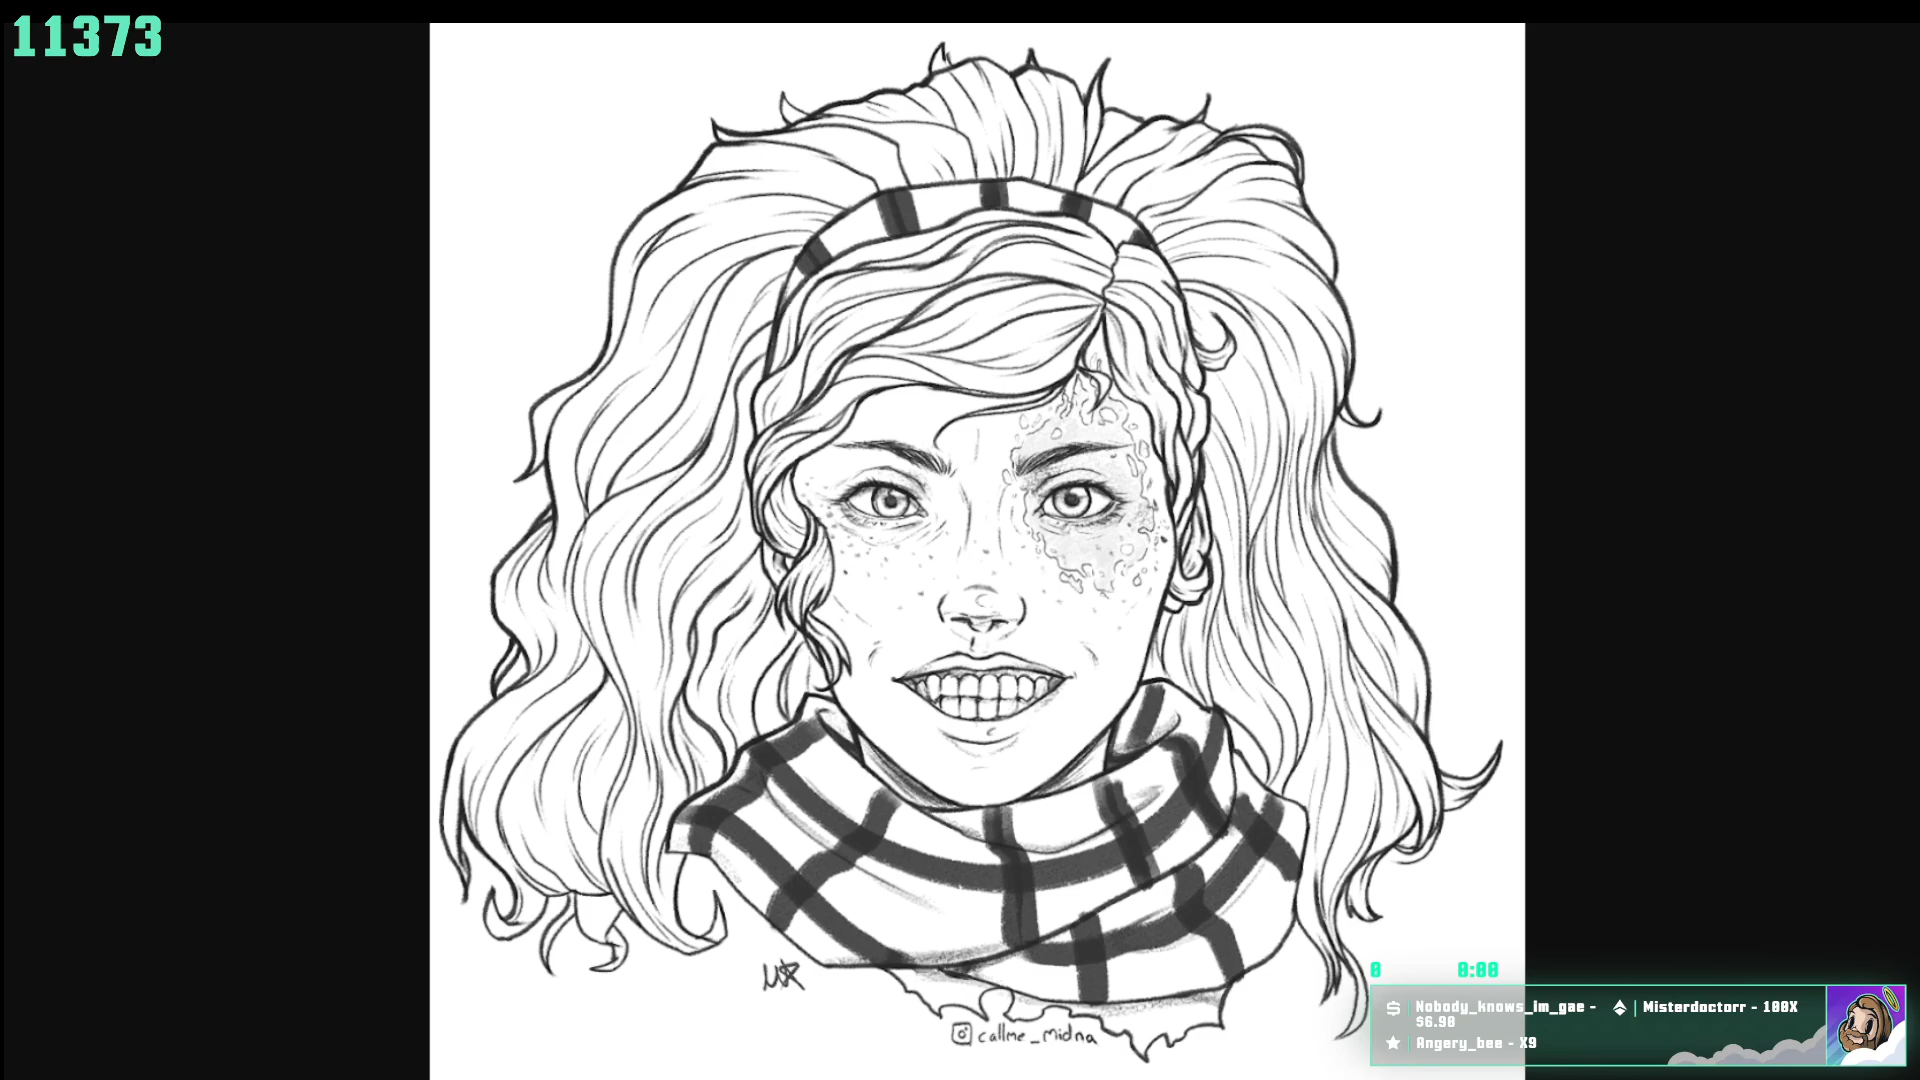 11373
callme_midna
0 0:00
Nobody_knows_im_gae - Misterdoctorr - 100X
$6.90
Angery_bee - X9